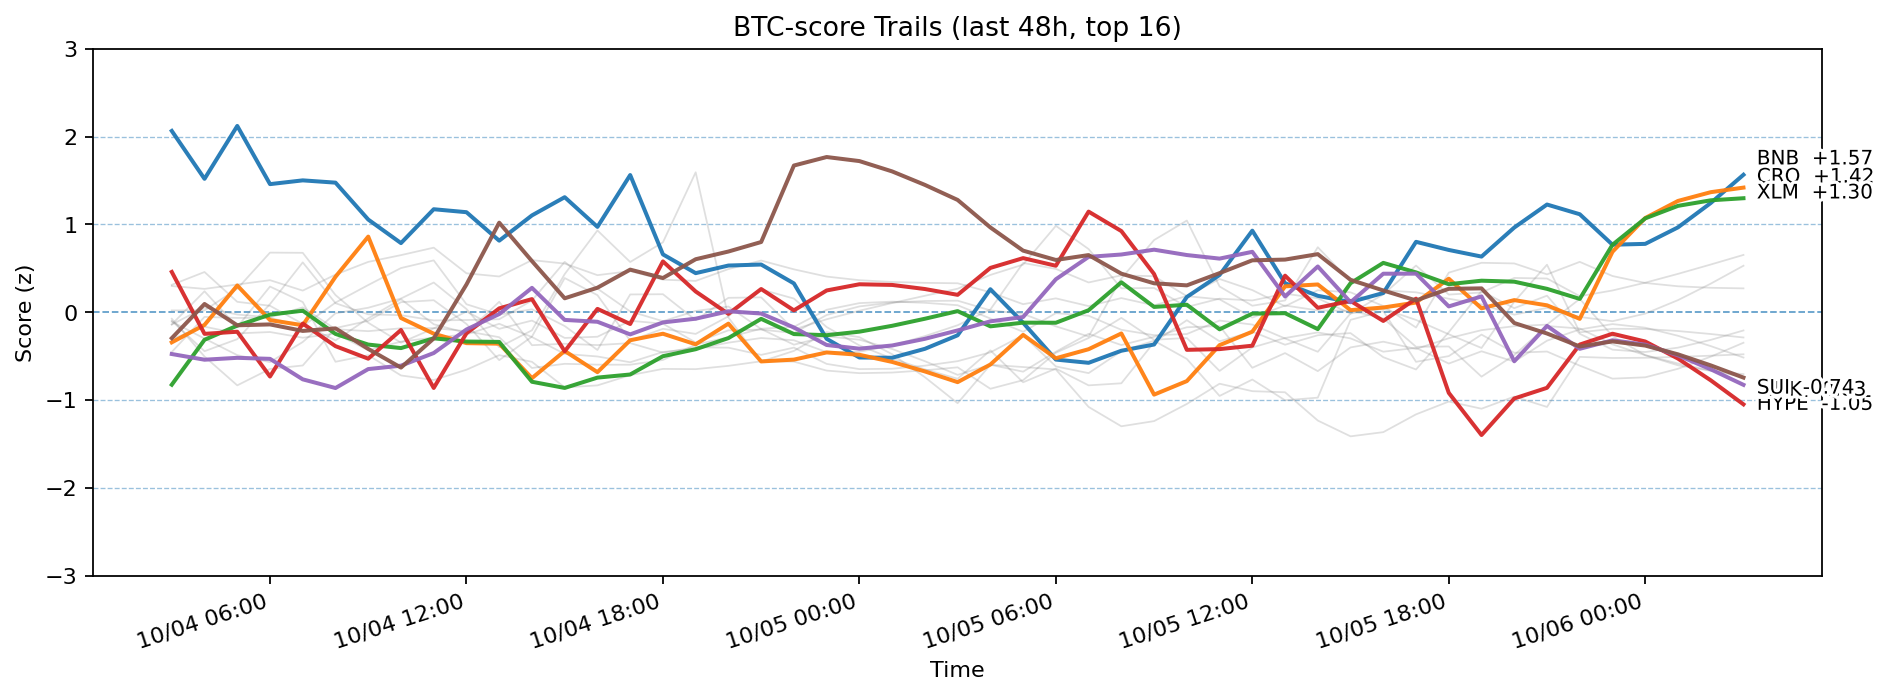 BTC-score Trails (last 48h, top 16)
Score (z)
3
2
1
0
−1
−2
−3
BNB +1.57
CRO +1.42
XLM +1.30
HYPE -1.05
10/04 06:00
10/04 12:00
10/04 18:00
10/05 00:00
10/05 06:00
10/05 12:00
10/05 18:00
10/06 00:00
Time